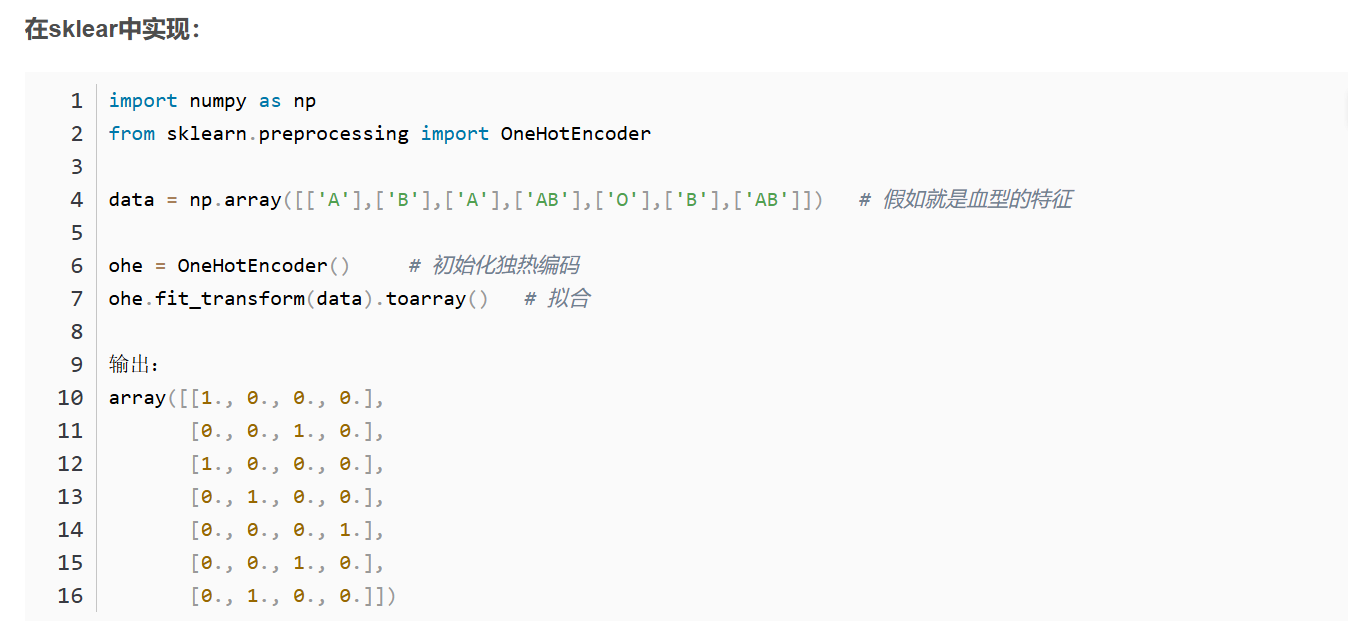 在sklear中实现：
1 import numpy as np
2 from sklearn.preprocessing import OneHotEncoder
3
4 data = np.array([['A'],['B'],['A'],['AB'],['O'],['B'],['AB']])   # 假如就是血型的特征
5
6 ohe = OneHotEncoder()     # 初始化独热编码
7 ohe.fit_transform(data).toarray()   # 拟合
8
9 输出：
10 array([[1., 0., 0., 0.],
11        [0., 0., 1., 0.],
12        [1., 0., 0., 0.],
13        [0., 1., 0., 0.],
14        [0., 0., 0., 1.],
15        [0., 0., 1., 0.],
16        [0., 1., 0., 0.]])